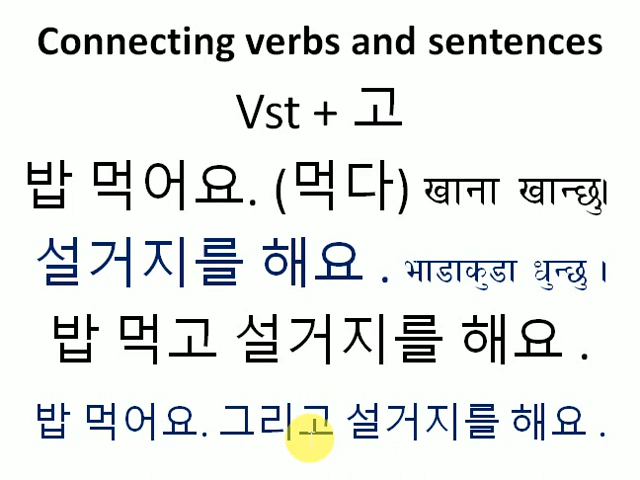 Connecting verbs and sentences
Vst + 고
밥 먹어요. (먹다) खाना खान्छु।
설거지를 해요 . भाडाकुडा धुन्छु ।
밥 먹고 설거지를 해요 .
밥 먹어요. 그리고 설거지를 해요 .